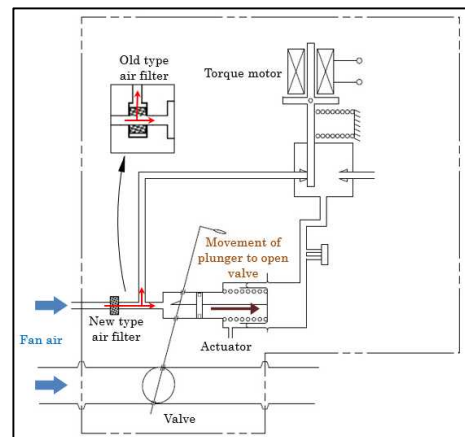 Old type
air filter
Torque motor
Movement of
plunger to open
valve
Fan air
New type
air filter
Actuator
Valve